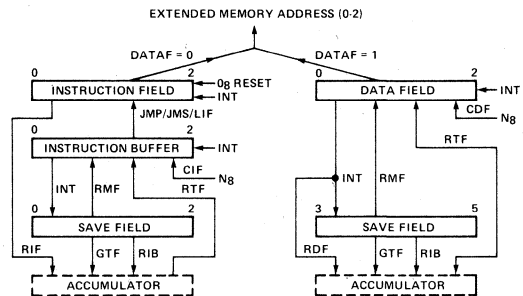 EXTENDED MEMORY ADDRESS (0-2)
DATAF = 0
DATAF = 1
0 2
INSTRUCTION FIELD
0₈ RESET
INT
JMP/JMS/LIF
0 2
INSTRUCTION BUFFER
INT
CIF
N₈
INT
RMF
RTF
0 2
SAVE FIELD
RIF
GTF
RIB
ACCUMULATOR
0 2
DATA FIELD
INT
CDF
N₈
RTF
INT
RMF
3 5
SAVE FIELD
RDF
GTF
RIB
ACCUMULATOR